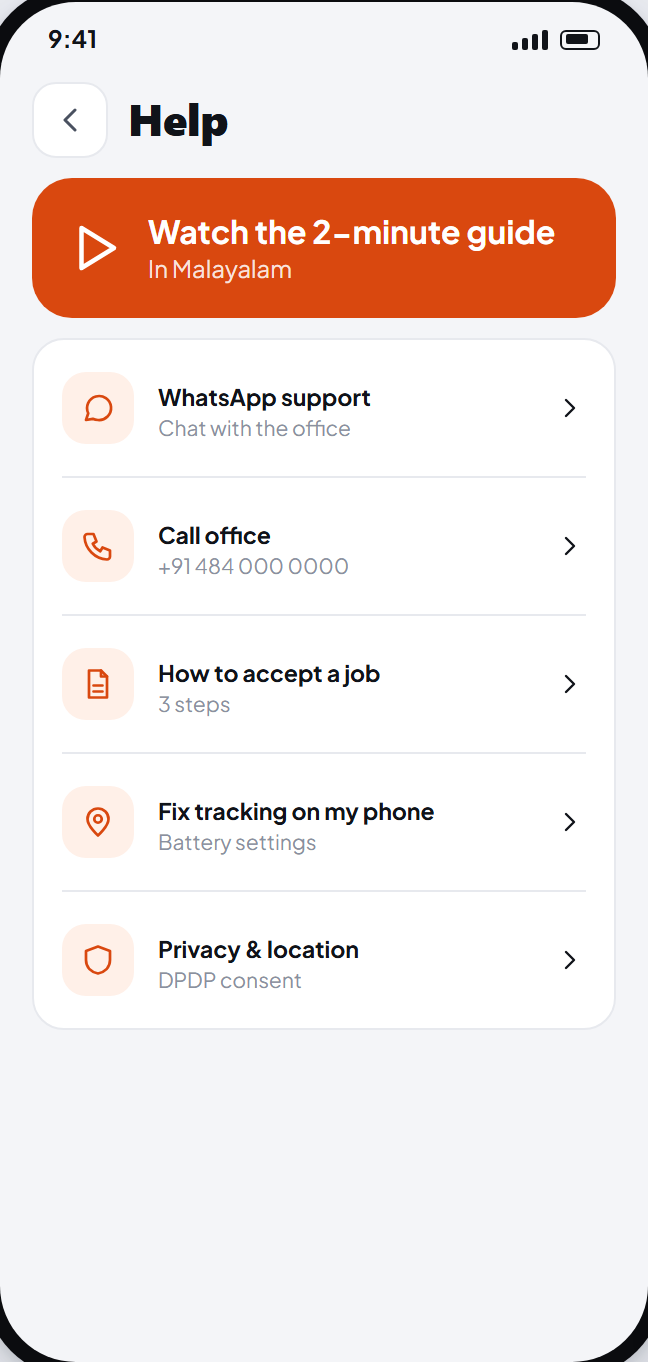 9:41
Help
Watch the 2-minute guide
In Malayalam
WhatsApp support
Chat with the office
Call office
+91 484 000 0000
How to accept a job
3 steps
Fix tracking on my phone
Battery settings
Privacy & location
DPDP consent